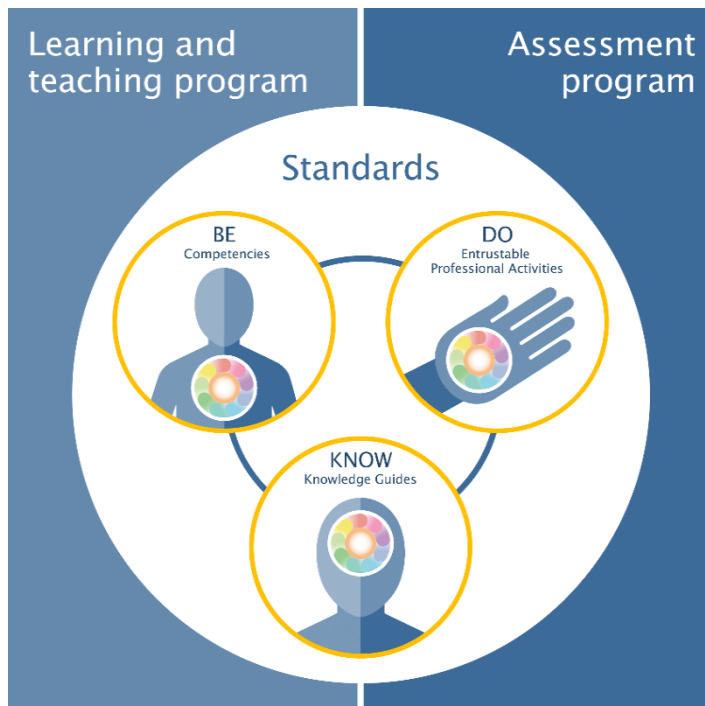 Learning and
teaching program
Assessment
program
Standards
BE
Competencies
DO
Entrustable
Professional Activities
KNOW
Knowledge Guides